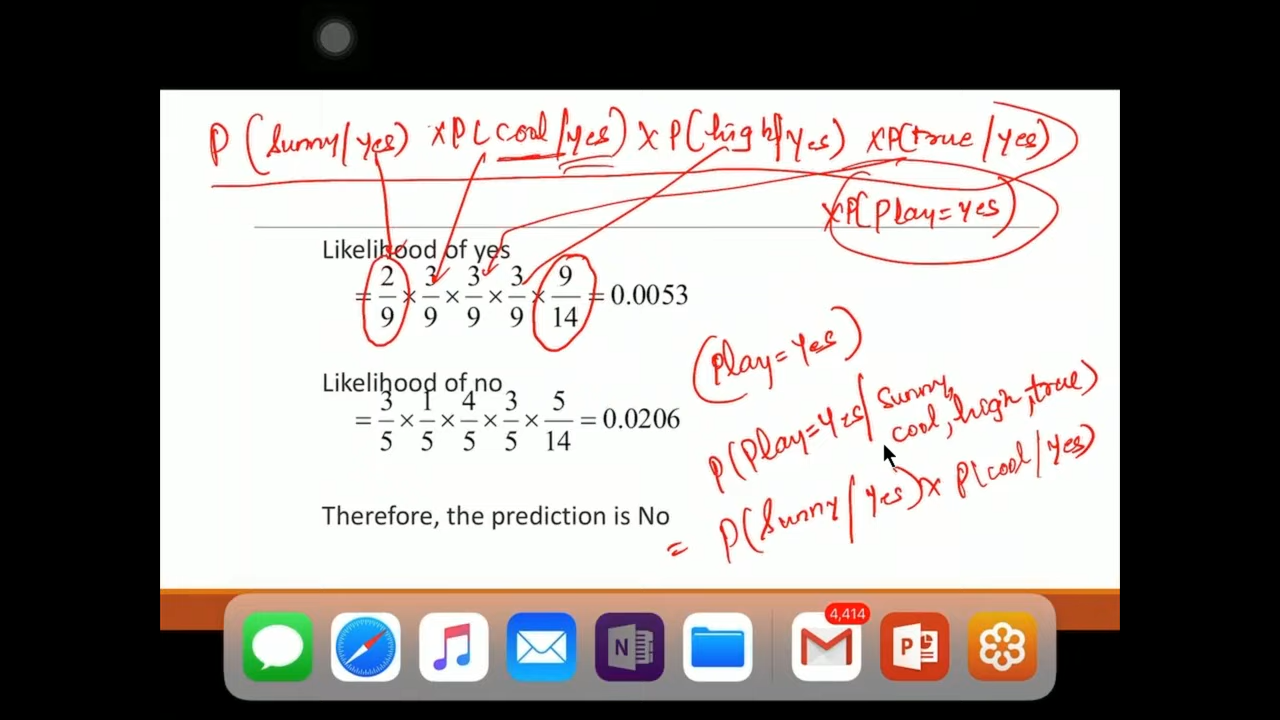 P(sunny/yes) xP(cool/yes) X P(high/yes) xP(true/yes)
xP(Play=yes)
Likelihood of yes
= 2/9 × 3/9 × 3/9 × 3/9 × 9/14 = 0.0053
(Play=Yes)
Likelihood of no
= 3/5 × 1/5 × 4/5 × 3/5 × 5/14 = 0.0206
P(Play=Yes/sunny,
cool, high, true)
= P(Sunny/Yes) x P(cool/Yes)
Therefore, the prediction is No
4,414
N
P